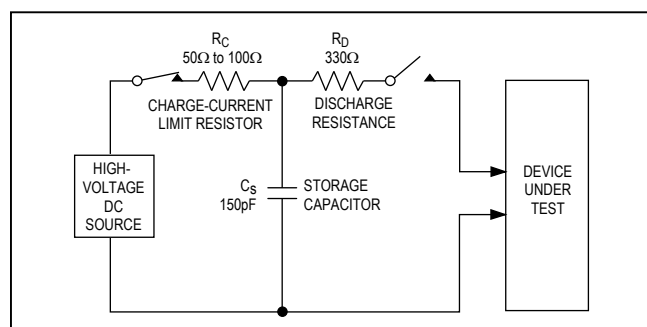 R_C
50Ω to 100Ω
CHARGE-CURRENT
LIMIT RESISTOR
R_D
330Ω
DISCHARGE
RESISTANCE
HIGH-
VOLTAGE
DC
SOURCE
C_S
150pF
STORAGE
CAPACITOR
DEVICE
UNDER
TEST